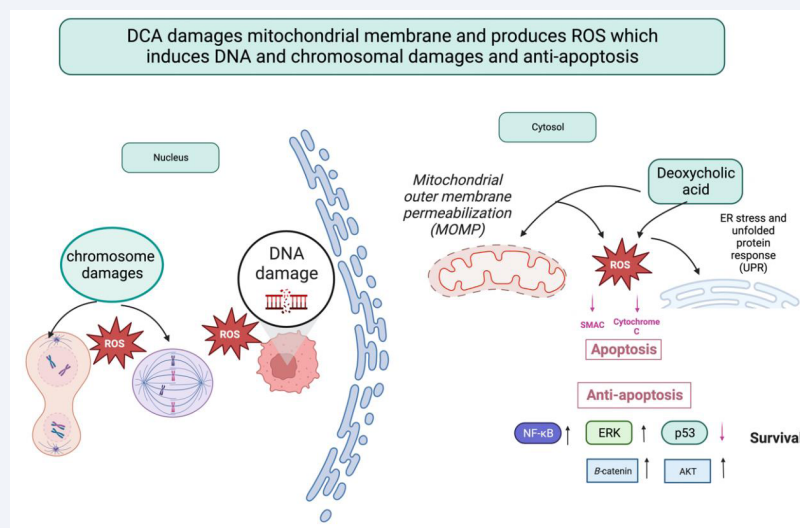 DCA damages mitochondrial membrane and produces ROS which
induces DNA and chromosomal damages and anti-apoptosis
Nucleus
chromosome
damages
ROS
DNA
damage
ROS
Cytosol
Mitochondrial
outer membrane
permeabilization
(MOMP)
Deoxycholic
acid
ER stress and
unfolded
protein
response
(UPR)
ROS
SMAC
Cytochrome
C
Apoptosis
Anti-apoptosis
NF-κB
ERK
p53
Survival
B-catenin
AKT